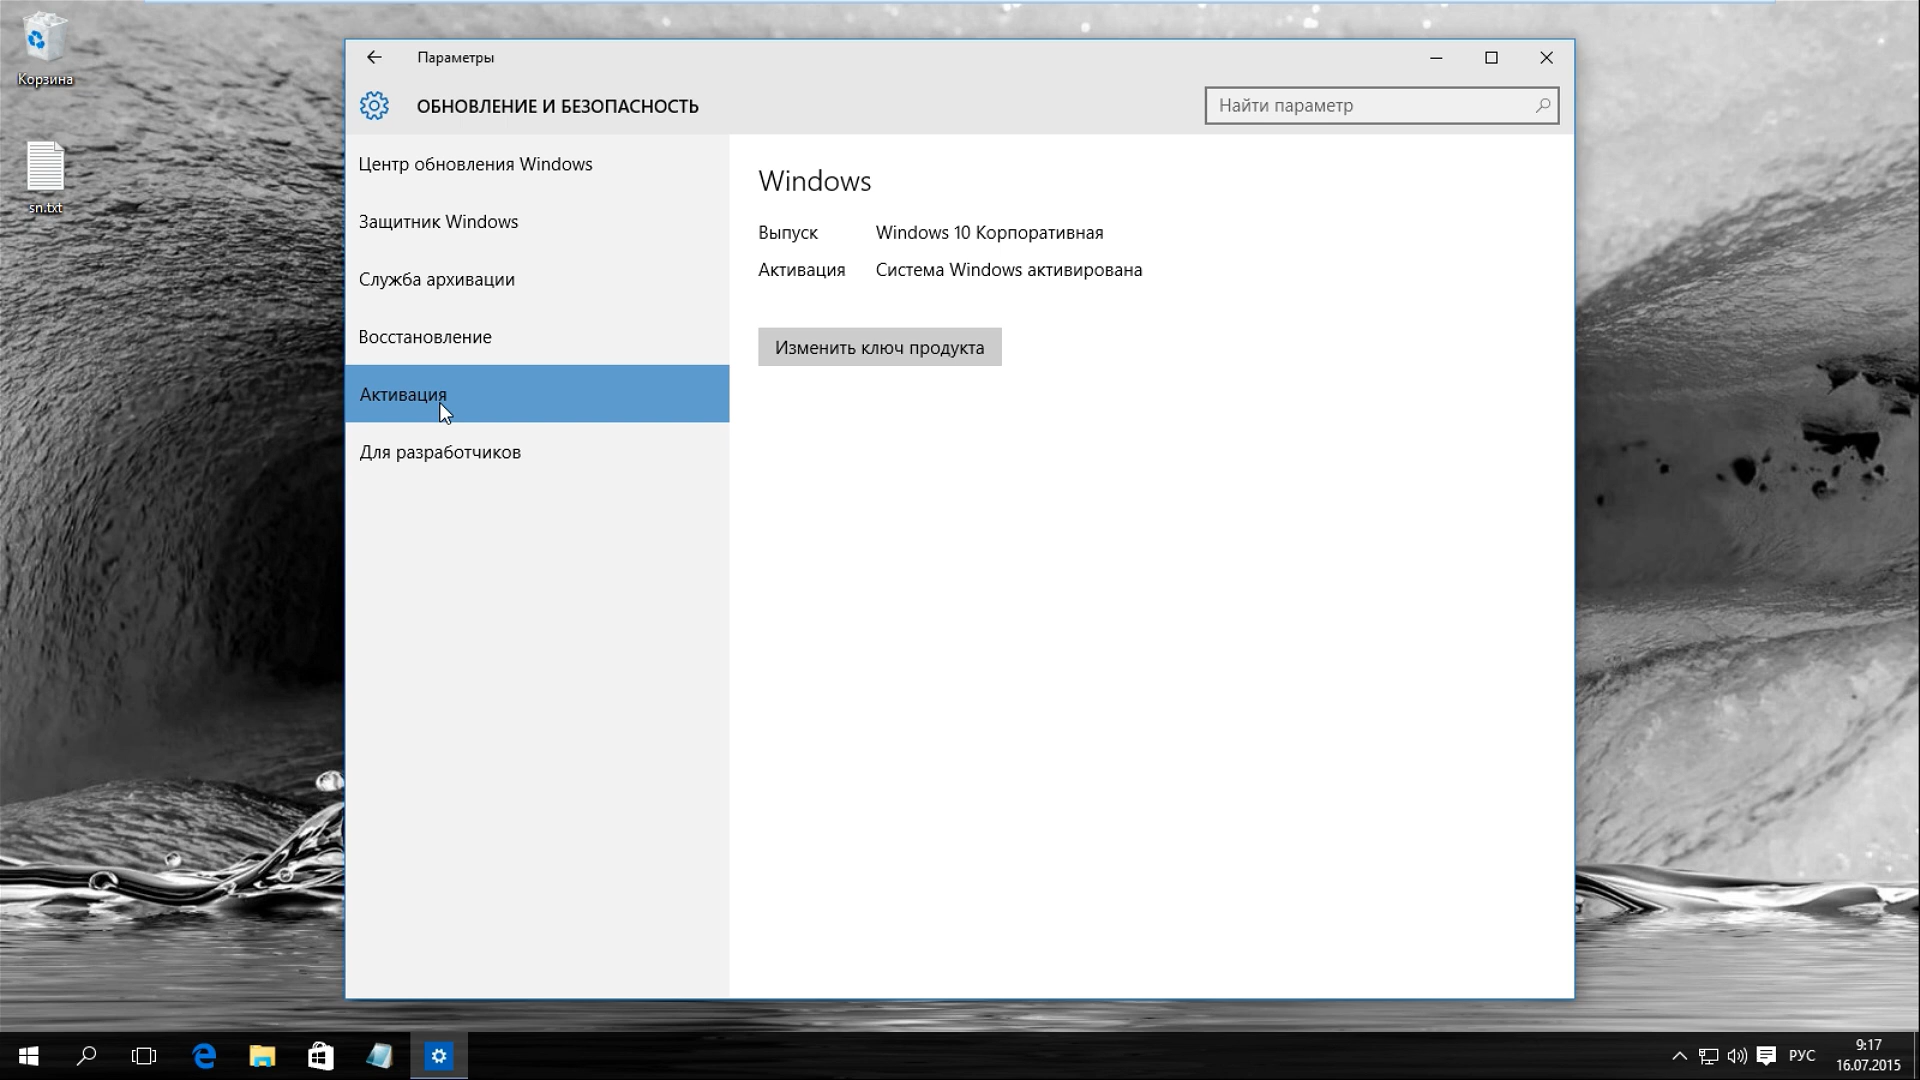 Корзина
sn.txt
Параметры
ОБНОВЛЕНИЕ И БЕЗОПАСНОСТЬ
Найти параметр
Центр обновления Windows
Защитник Windows
Служба архивации
Восстановление
Активация
Для разработчиков
Windows
Выпуск Windows 10 Корпоративная
Активация Система Windows активирована
Изменить ключ продукта
РУС
9:17
16.07.2015